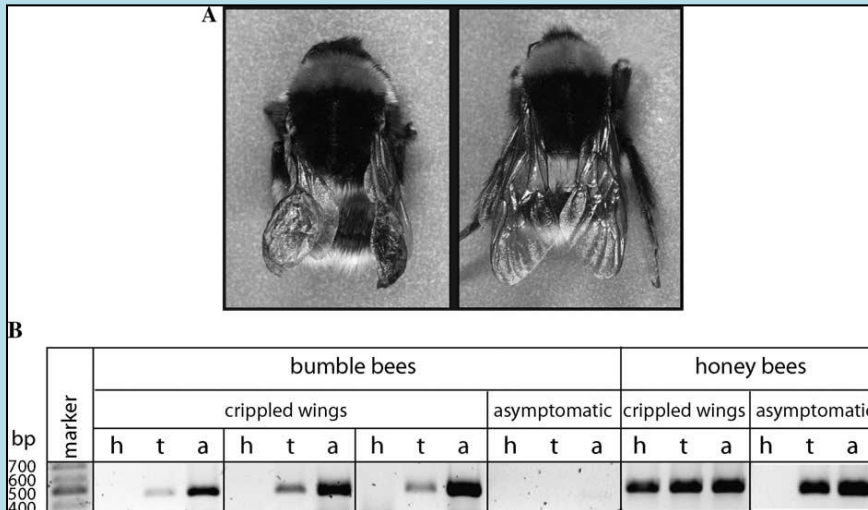 A
B
bumble bees honey bees
marker
crippled wings asymptomatic crippled wings asymptomatic
bp h t a h t a h t a h t a h t a h t a
700
600
500
400